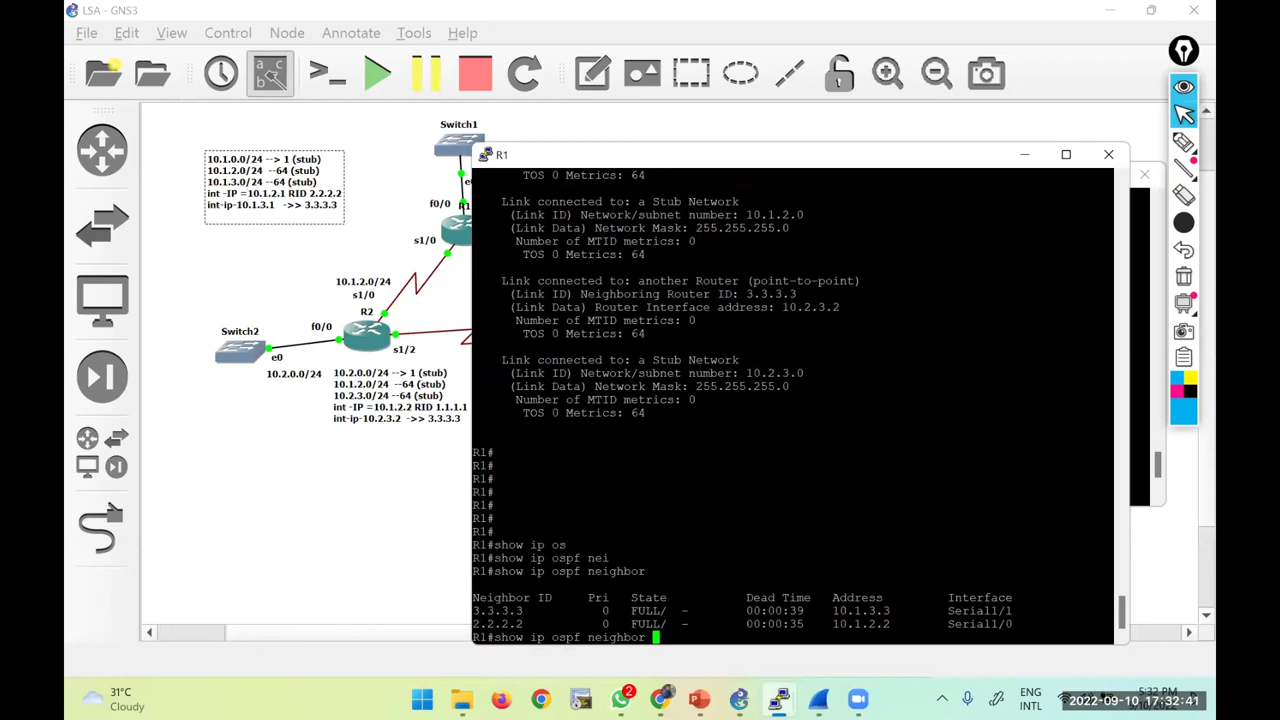 LSA - GNS3
File Edit View Control Node Annotate Tools Help
Switch1
10.1.0.0/24 --> 1 (stub)
10.1.2.0/24 --64 (stub)
10.1.3.0/24 --64 (stub)
int -IP =10.1.2.1 RID 2.2.2.2
int-ip-10.1.3.1 ->> 3.3.3.3
f0/0
s1/0
10.1.2.0/24
s1/0
R2
f0/0
Switch2
s1/2
e0
10.2.0.0/24
10.2.0.0/24 --> 1 (stub)
10.1.2.0/24 --64 (stub)
10.2.3.0/24 --64 (stub)
int -IP =10.1.2.2 RID 1.1.1.1
int-ip-10.2.3.2 ->> 3.3.3.3
R1
TOS 0 Metrics: 64
Link connected to: a Stub Network
(Link ID) Network/subnet number: 10.1.2.0
(Link Data) Network Mask: 255.255.255.0
Number of MTID metrics: 0
TOS 0 Metrics: 64
Link connected to: another Router (point-to-point)
(Link ID) Neighboring Router ID: 3.3.3.3
(Link Data) Router Interface address: 10.2.3.2
Number of MTID metrics: 0
TOS 0 Metrics: 64
Link connected to: a Stub Network
(Link ID) Network/subnet number: 10.2.3.0
(Link Data) Network Mask: 255.255.255.0
Number of MTID metrics: 0
TOS 0 Metrics: 64
R1#
R1#
R1#
R1#
R1#
R1#
R1#
R1#show ip os
R1#show ip ospf nei
R1#show ip ospf neighbor
Neighbor ID Pri State Dead Time Address Interface
3.3.3.3 0 FULL/ - 00:00:39 10.1.3.3 Serial1/1
2.2.2.2 0 FULL/ - 00:00:35 10.1.2.2 Serial1/0
R1#show ip ospf neighbor
31°C
Cloudy
2
ENG
INTL
5:32 PM
2022-09-10 17:32:41